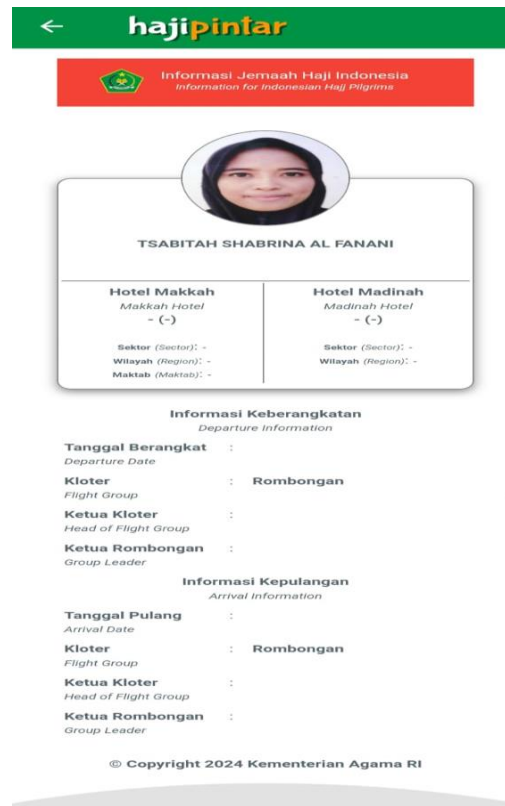 hajipintar
Informasi Jemaah Haji Indonesia
Information for Indonesian Hajj Pilgrims
TSABITAH SHABRINA AL FANANI
Hotel Makkah
Makkah Hotel
- (-)
Sektor (Sector): -
Wilayah (Region): -
Maktab (Maktab): -
Hotel Madinah
Madinah Hotel
- (-)
Sektor (Sector): -
Wilayah (Region): -
Informasi Keberangkatan
Departure Information
Tanggal Berangkat :
Departure Date
Kloter : Rombongan
Flight Group
Ketua Kloter :
Head of Flight Group
Ketua Rombongan :
Group Leader
Informasi Kepulangan
Arrival Information
Tanggal Pulang :
Arrival Date
Kloter : Rombongan
Flight Group
Ketua Kloter :
Head of Flight Group
Ketua Rombongan :
Group Leader
© Copyright 2024 Kementerian Agama RI